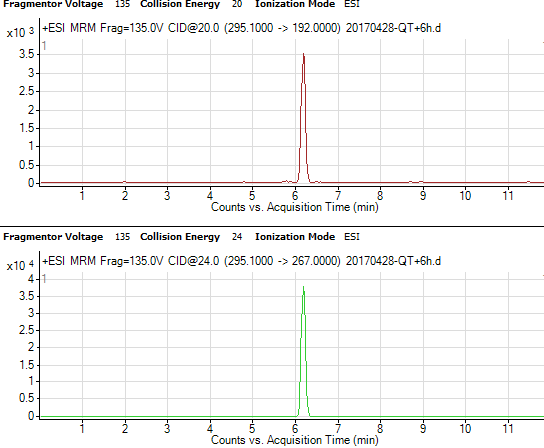 Fragmentor Voltage 135 Collision Energy 20 Ionization Mode ESI
x10 3 +ESI MRM Frag=135.0V CID@20.0 (295.1000 -> 192.0000) 20170428-QT+6h.d
1 1
3.5
3
2.5
2
1.5
1
0.5
0
1 2 3 4 5 6 7 8 9 10 11
Counts vs. Acquisition Time (min)
Fragmentor Voltage 135 Collision Energy 24 Ionization Mode ESI
x10 4 +ESI MRM Frag=135.0V CID@24.0 (295.1000 -> 267.0000) 20170428-QT+6h.d
1 1
4
3.5
3
2.5
2
1.5
1
0.5
0
1 2 3 4 5 6 7 8 9 10 11
Counts vs. Acquisition Time (min)